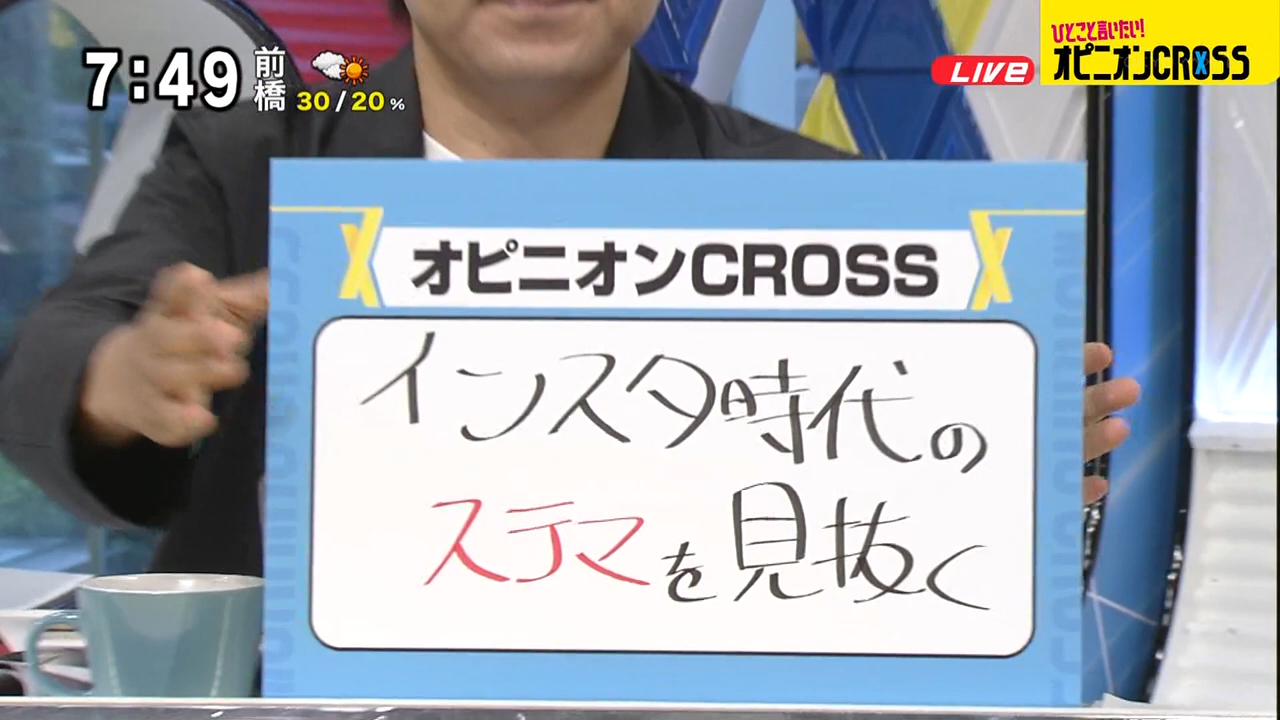 7:49
前橋
30/20%
LIVE
ひとこと言いたい!
オピニオンCROSS
オピニオンCROSS
インスタ時代の
ステマを見抜く